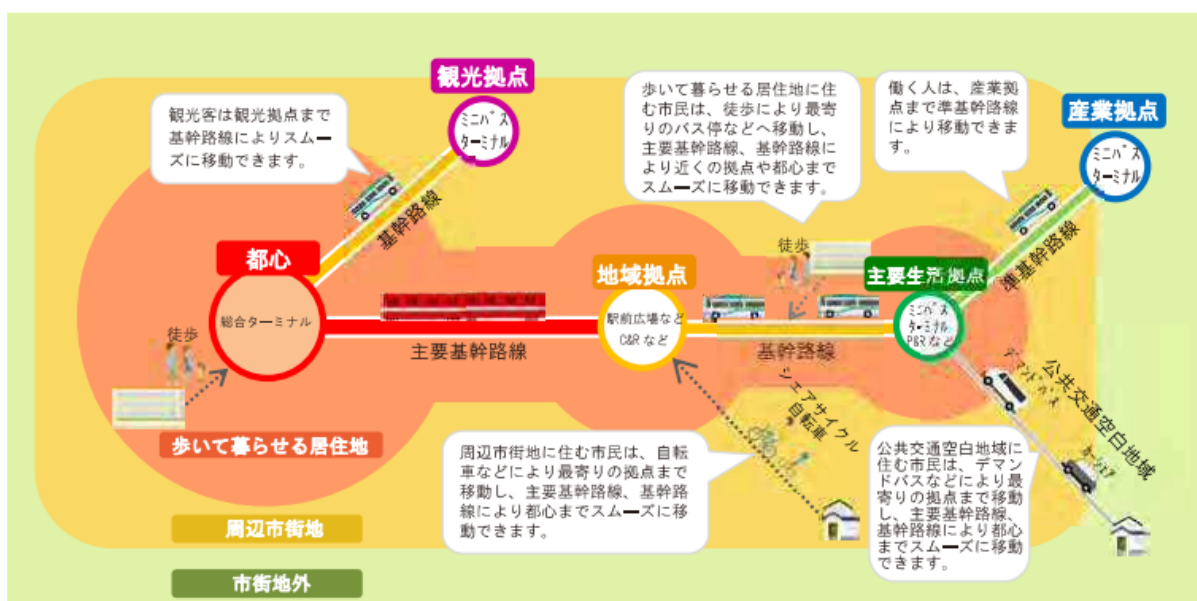 観光拠点
ミニバス
ターミナル
観光客は観光拠点まで
基幹路線によりスムー
ズに移動できます。
基幹路線
歩いて暮らせる居住地に住
む市民は、徒歩により最寄
りのバス停などへ移動し、
主要基幹路線、基幹路線に
より近くの拠点や都心まで
スムーズに移動できます。
働く人は、産業拠
点まで準基幹路線
により移動できま
す。
産業拠点
ミニバス
ターミナル
準基幹路線
都心
総合ターミナル
徒歩
主要基幹路線
地域拠点
駅前広場など
C&Rなど
徒歩
基幹路線
主要生活拠点
ミニバス
ターミナル
P&Rなど
デマンドバス
カーシェア
公共交通空白地域
シェアサイクル
自転車
歩いて暮らせる居住地
周辺市街地に住む市民は、自転
車などにより最寄りの拠点まで
移動し、主要基幹路線、基幹路
線により都心までスムーズに移
動できます。
公共交通空白地域に
住む市民は、デマン
ドバスなどにより最
寄りの拠点まで移動
し、主要基幹路線、
基幹路線により都心
までスムーズに移動
できます。
周辺市街地
市街地外